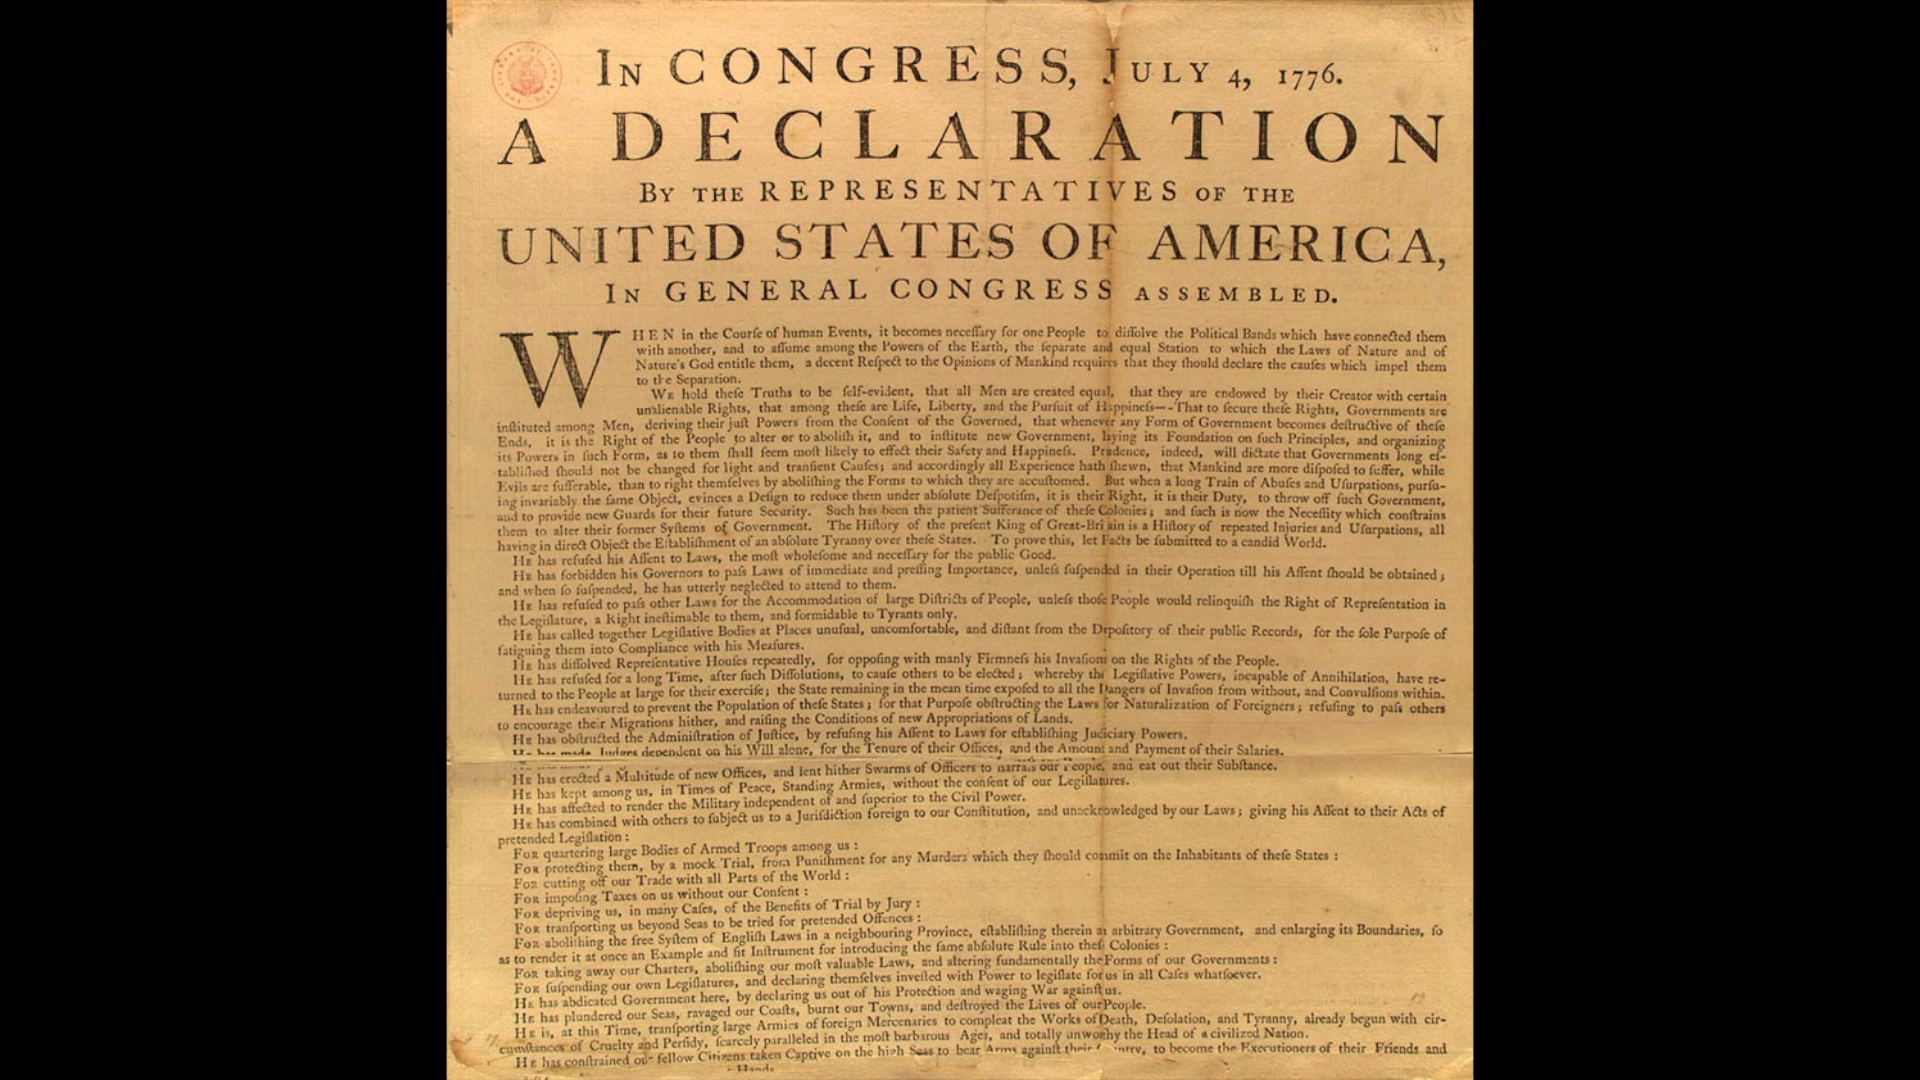 In CONGRESS, July 4, 1776.
A DECLARATION
By the REPRESENTATIVES of the
UNITED STATES OF AMERICA,
In GENERAL CONGRESS assembled.
WHEN in the Courſe of human Events, it becomes neceſſary for one People to diſſolve the Political Bands which have connected them
with another, and to aſſume among the Powers of the Earth, the ſeparate and equal Station to which the Laws of Nature and of
Nature's God entitle them, a decent Reſpect to the Opinions of Mankind requires that they ſhould declare the cauſes which impel them
to the Separation.
We hold theſe Truths to be ſelf-evident, that all Men are created equal, that they are endowed by their Creator with certain
unalienable Rights, that among theſe are Life, Liberty, and the Purſuit of Happineſs—-That to ſecure theſe Rights, Governments are
inſtituted among Men, deriving their juſt Powers from the Conſent of the Governed, that whenever any Form of Government becomes deſtructive of theſe
Ends, it is the Right of the People to alter or to aboliſh it, and to inſtitute new Government, laying its Foundation on ſuch Principles, and organizing
its Powers in ſuch Form, as to them ſhall ſeem moſt likely to effect their Safety and Happineſs. Prudence, indeed, will dictate that Governments long eſ-
tabliſhed ſhould not be changed for light and tranſient Cauſes; and accordingly all Experience hath ſhewn, that Mankind are more diſpoſed to ſuffer, while
Evils are ſufferable, than to right themſelves by aboliſhing the Forms to which they are accuſtomed. But when a long Train of Abuſes and Uſurpations, purſu-
ing invariably the ſame Object, evinces a Deſign to reduce them under abſolute Deſpotiſm, it is their Right, it is their Duty, to throw off ſuch Government,
and to provide new Guards for their future Security. Such has been the patient Sufferance of theſe Colonies; and ſuch is now the Neceſſity which conſtrains
them to alter their former Syſtems of Government. The Hiſtory of the preſent King of Great-Britain is a Hiſtory of repeated Injuries and Uſurpations, all
having in direct Object the Eſtabliſhment of an abſolute Tyranny over theſe States. To prove this, let Facts be ſubmitted to a candid World.
He has refuſed his Aſſent to Laws, the moſt wholeſome and neceſſary for the public Good.
He has forbidden his Governors to paſs Laws of immediate and preſſing Importance, unleſs ſuſpended in their Operation till his Aſſent ſhould be obtained;
and when ſo ſuſpended, he has utterly neglected to attend to them.
He has refuſed to paſs other Laws for the Accommodation of large Diſtricts of People, unleſs thoſe People would relinquiſh the Right of Repreſentation in
the Legiſlature, a Right ineſtimable to them, and formidable to Tyrants only.
He has called together Legiſlative Bodies at Places unuſual, uncomfortable, and diſtant from the Depoſitory of their public Records, for the ſole Purpoſe of
fatiguing them into Compliance with his Meaſures.
He has diſſolved Repreſentative Houſes repeatedly, for oppoſing with manly Firmneſs his Invaſions on the Rights of the People.
He has refuſed for a long Time, after ſuch Diſſolutions, to cauſe others to be elected; whereby the Legiſlative Powers, incapable of Annihilation, have re-
turned to the People at large for their exerciſe; the State remaining in the mean time expoſed to all the Dangers of Invaſion from without, and Convulſions within.
He has endeavoured to prevent the Population of theſe States; for that Purpoſe obſtructing the Laws for Naturalization of Foreigners; refuſing to paſs others
to encourage their Migrations hither, and raiſing the Conditions of new Appropriations of Lands.
He has obſtructed the Adminiſtration of Juſtice, by refuſing his Aſſent to Laws for eſtabliſhing Judiciary Powers.
He has made Judges dependent on his Will alone, for the Tenure of their Offices, and the Amount and Payment of their Salaries.
He has erected a Multitude of new Offices, and ſent hither Swarms of Officers to harraſs our People, and eat out their Subſtance.
He has kept among us, in Times of Peace, Standing Armies, without the conſent of our Legiſlatures.
He has affected to render the Military independent of and ſuperior to the Civil Power.
He has combined with others to ſubject us to a Juriſdiction foreign to our Conſtitution, and unacknowledged by our Laws; giving his Aſſent to their Acts of
pretended Legiſlation:
For quartering large Bodies of Armed Troops among us:
For protecting them, by a mock Trial, from Puniſhment for any Murders which they ſhould commit on the Inhabitants of theſe States:
For cutting off our Trade with all Parts of the World:
For impoſing Taxes on us without our Conſent:
For depriving us, in many Caſes, of the Benefits of Trial by Jury:
For tranſporting us beyond Seas to be tried for pretended Offences:
For aboliſhing the free Syſtem of Engliſh Laws in a neighbouring Province, eſtabliſhing therein an arbitrary Government, and enlarging its Boundaries, ſo
as to render it at once an Example and fit Inſtrument for introducing the ſame abſolute Rule into theſe Colonies:
For taking away our Charters, aboliſhing our moſt valuable Laws, and altering fundamentally the Forms of our Governments:
For ſuſpending our own Legiſlatures, and declaring themſelves inveſted with Power to legiſlate for us in all Caſes whatſoever.
He has abdicated Government here, by declaring us out of his Protection and waging War againſt us.
He has plundered our Seas, ravaged our Coaſts, burnt our Towns, and deſtroyed the Lives of our People.
He is, at this Time, tranſporting large Armies of foreign Mercenaries to compleat the Works of Death, Deſolation, and Tyranny, already begun with cir-
cumſtances of Cruelty and Perfidy, ſcarcely paralleled in the moſt barbarous Ages, and totally unworthy the Head of a civilized Nation.
He has conſtrained our fellow Citizens taken Captive on the high Seas to bear Arms againſt their Country, to become the Executioners of their Friends and
Hands